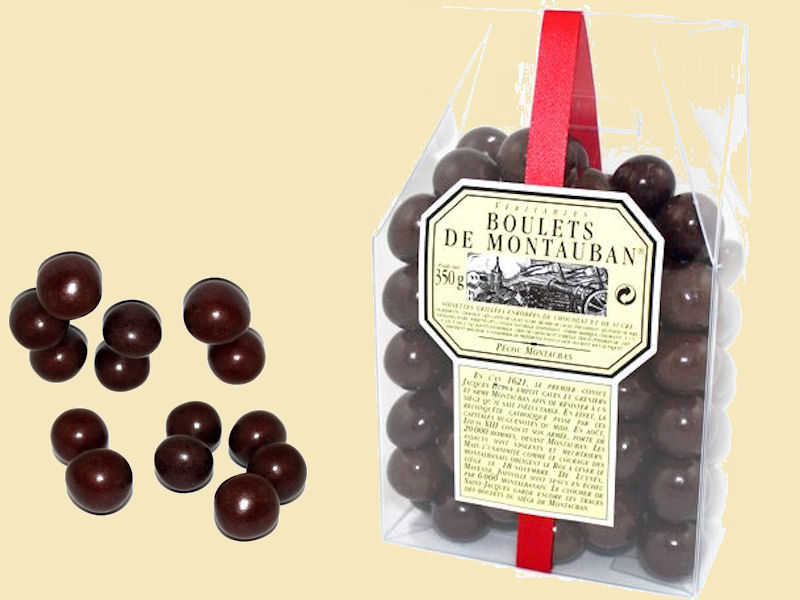 VÉRITABLES
BOULETS
DE MONTAUBAN®
Poids net
350 g
NOISETTES GRILLÉES ENROBÉES DE CHOCOLAT ET DE SUCRE
PÉCOU MONTAUBAN
EN L'AN 1621, LE PREMIER CONSUL
JACQUES DUPUY EMPLIT CAVES ET GRENIERS
ET ARME MONTAUBAN AFIN DE RÉSISTER À UN
SIÈGE QU'IL SAIT INÉLUCTABLE. EN EFFET, LA
RECONQUÊTE CATHOLIQUE PASSE PAR CES
CAPITALES HUGUENOTES DU MIDI. EN AOÛT,
LOUIS XIII CONDUIT SON ARMÉE, FORTE DE
20 000 HOMMES, DEVANT MONTAUBAN. LES
ASSAUTS SONT VIOLENTS ET MEURTRIERS.
MAIS L'UNANIMITÉ COMME LE COURAGE DES
MONTALBANAIS OBLIGENT LE ROI À LEVER LE
SIÈGE LE 18 NOVEMBRE. DE LUYNES,
MAYENNE, JOINVILLE SONT TENUS EN ÉCHEC
PAR 6 000 MONTALBANAIS. LE CLOCHER DE
SAINT-JACQUES GARDE ENCORE LES TRACES
DES BOULETS DU SIÈGE DE MONTAUBAN